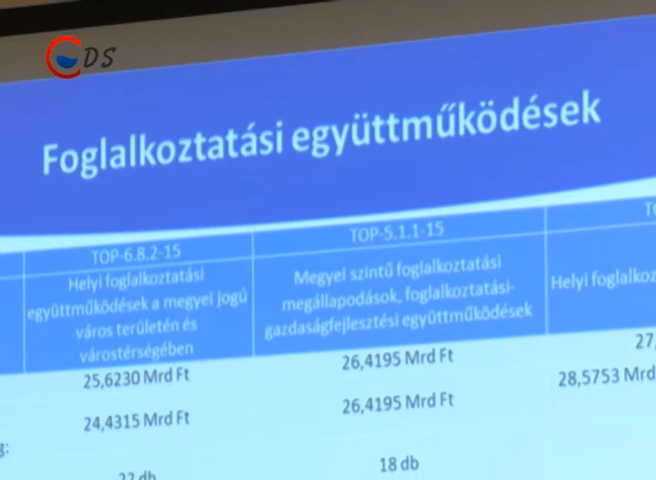 DS
Foglalkoztatási együttműködések
TOP-6.8.2-15
TOP-5.1.1-15
Helyi foglalkoztatási
együttműködések a megyei jogú
város területén és
várostérségében
Megyei szintű foglalkoztatási
megállapodások, foglalkoztatási-
gazdaságfejlesztési együttműködések
Helyi
25,6230 Mrd Ft
26,4195 Mrd Ft
24,4315 Mrd Ft
26,4195 Mrd Ft
28,5753 Mrd
22 db
18 db